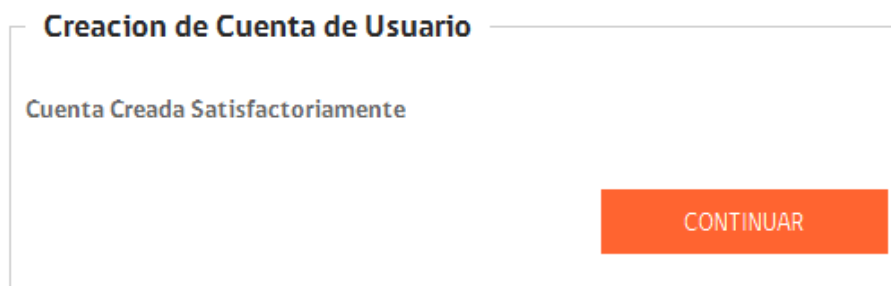 Creacion de Cuenta de Usuario
Cuenta Creada Satisfactoriamente
CONTINUAR